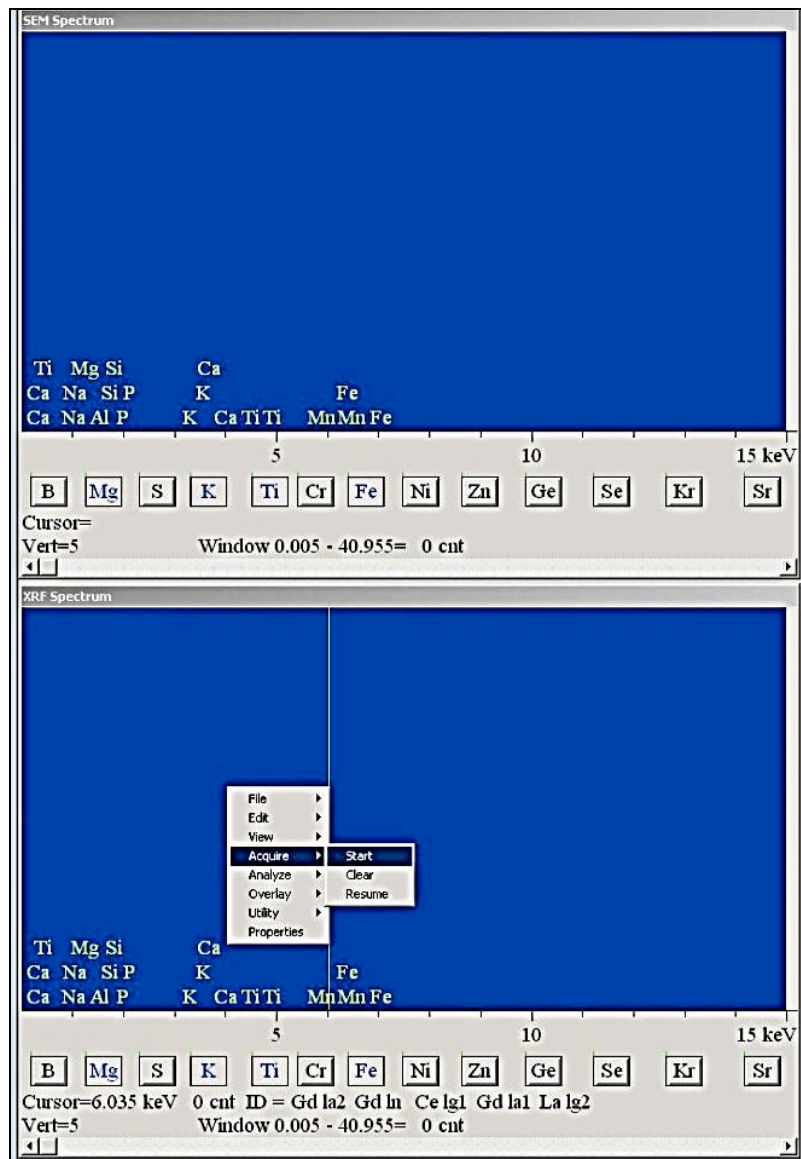 SEM Spectrum
Ti Mg Si Ca
Ca Na Si P K Fe
Ca Na Al P K Ca Ti Ti Mn Mn Fe
5 10 15 keV
B Mg S K Ti Cr Fe Ni Zn Ge Se Kr Sr
Cursor=
Vert=5 Window 0.005 - 40.955= 0 cnt
XRF Spectrum
File
Edit
View
Acquire Start
Analyze Clear
Overlay Resume
Utility
Properties
Ti Mg Si Ca
Ca Na Si P K Fe
Ca Na Al P K Ca Ti Ti Mn Mn Fe
5 10 15 keV
B Mg S K Ti Cr Fe Ni Zn Ge Se Kr Sr
Cursor=6.035 keV 0 cnt ID = Gd la2 Gd ln Ce lg1 Gd la1 La lg2
Vert=5 Window 0.005 - 40.955= 0 cnt